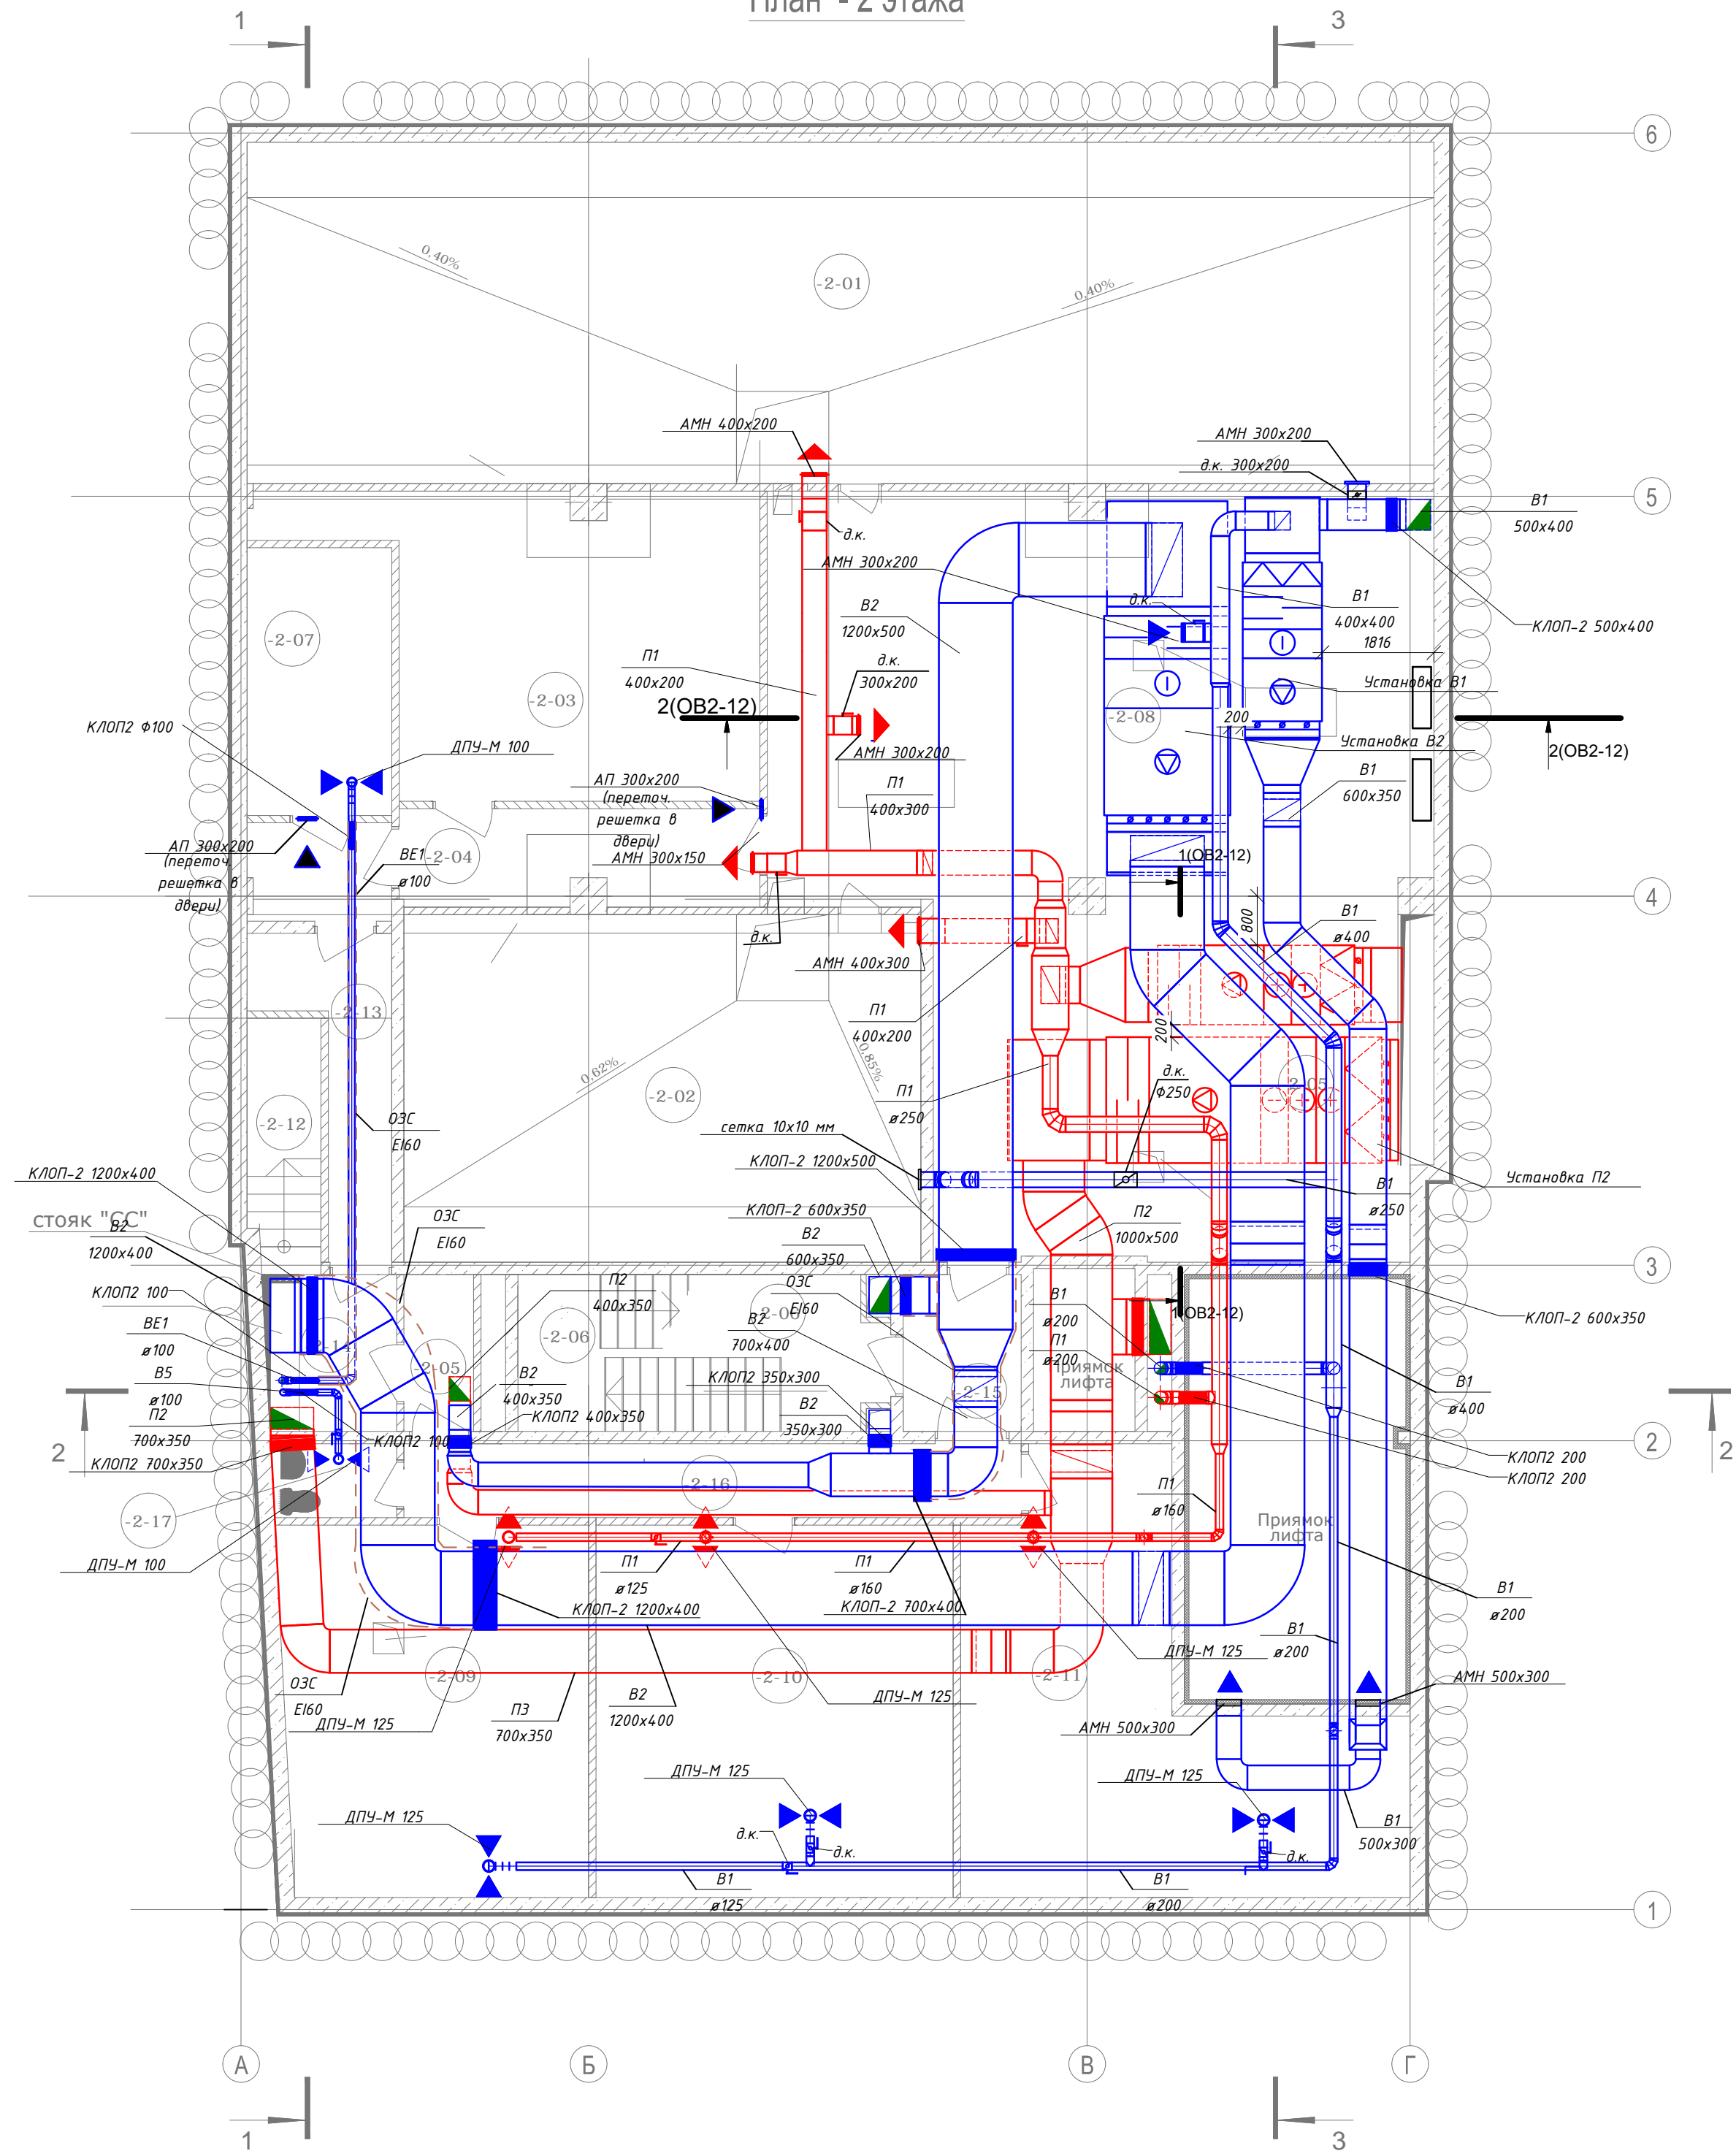 План - 2 этажа
1
3
6
-2-01
0,40%
0,40%
АМН 400х200
АМН 300х200
д.к. 300х200
5
В1
500х400
д.к.
АМН 300х200
В2
1200х500
д.к.
В1
400х400
1816
КЛОП-2 500х400
-2-07
-2-03
П1
400х200
д.к.
300х200
2(ОВ2-12)
-2-08
Установка В1
200
Установка В2
2(ОВ2-12)
КЛОП2 Ф100
ДПУ-М 100
АМН 300х200
В1
600х350
АП 300х200
(переточ.
решетка в
двери)
П1
400х300
АП 300х200
(переточ.
решетка в
двери)
ВЕ1
ø100
-2-04
АМН 300х150
1(ОВ2-12)
4
д.к.
АМН 400х300
800
В1
ø400
-2-13
П1
400х200
200
0,62%
0,85%
-2-02
П1
ø250
д.к.
Ф250
-2-05
-2-12
ОЗС
EI60
сетка 10х10 мм
КЛОП-2 1200х500
КЛОП-2 1200х400
Установка П2
В1
ø250
стояк "СС"
В2
1200х400
ОЗС
EI60
КЛОП-2 600х350
В2
600х350
П2
1000х500
3
КЛОП2 100
П2
400х350
ОЗС
EI60
В1
ø200
1(ОВ2-12)
КЛОП-2 600х350
ВЕ1
ø100
-2-05
-2-06
В2
700х400
П1
ø200
Приямок
лифта
В5
ø100
В2
400х350
КЛОП2 350х300
-2-15
В1
ø400
П2
700х350
КЛОП2 100
КЛОП2 400х350
В2
350х300
2
2
2
КЛОП2 700х350
КЛОП2 200
КЛОП2 200
-2-16
П1
ø160
-2-17
Приямок
лифта
ДПУ-М 100
П1
ø125
П1
ø160
КЛОП-2 1200х400
КЛОП-2 700х400
В1
ø200
В1
ø200
ДПУ-М 125
-2-09
-2-10
-2-11
ОЗС
EI60
ДПУ-М 125
П3
700х350
В2
1200х400
ДПУ-М 125
АМН 500х300
АМН 500х300
ДПУ-М 125
ДПУ-М 125
ДПУ-М 125
д.к.
д.к.
д.к.
В1
500х300
В1
ø125
В1
ø200
1
А
Б
В
Г
1
3